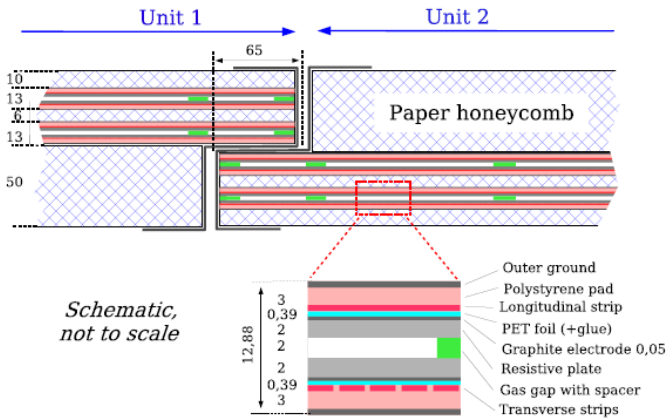 Unit 1
Unit 2
65
10
13
6
13
50
Paper honeycomb
Schematic,
not to scale
12,88
3
0,39
2
2
2
0,39
3
Outer ground
Polystyrene pad
Longitudinal strip
PET foil (+glue)
Graphite electrode 0,05
Resistive plate
Gas gap with spacer
Transverse strips